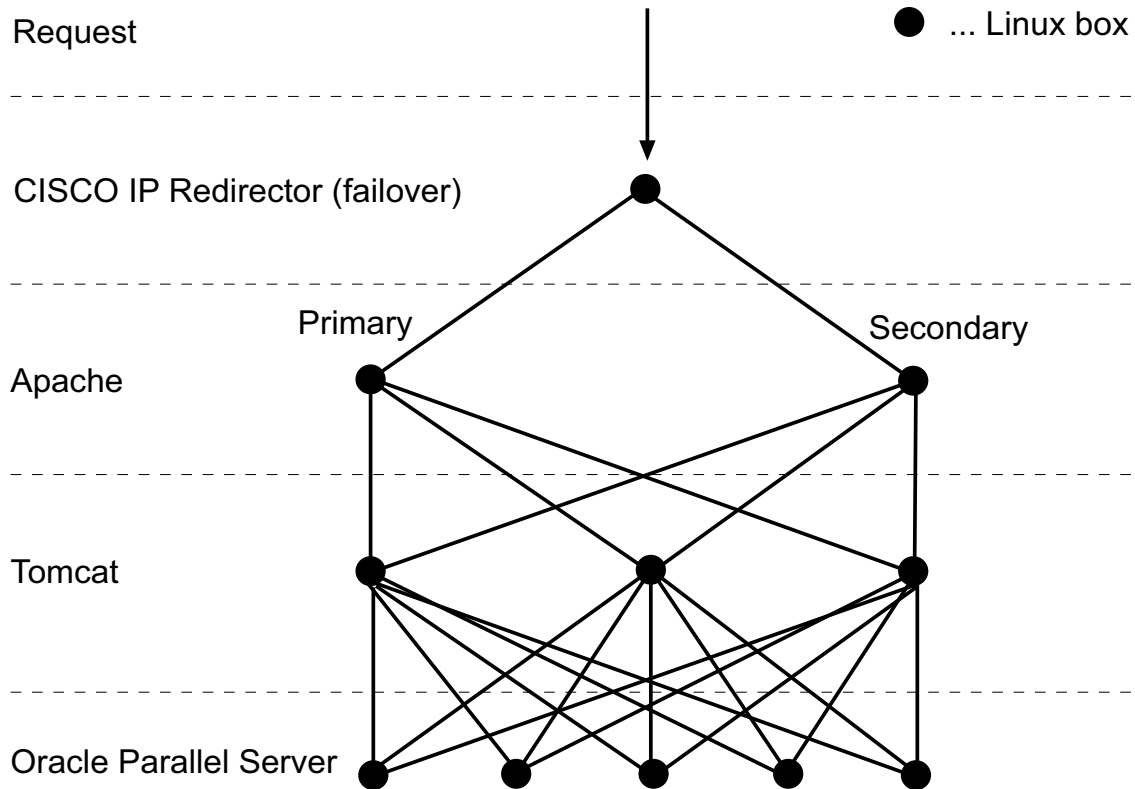 Request
... Linux box
CISCO IP Redirector (failover)
Primary
Secondary
Apache
Tomcat
Oracle Parallel Server